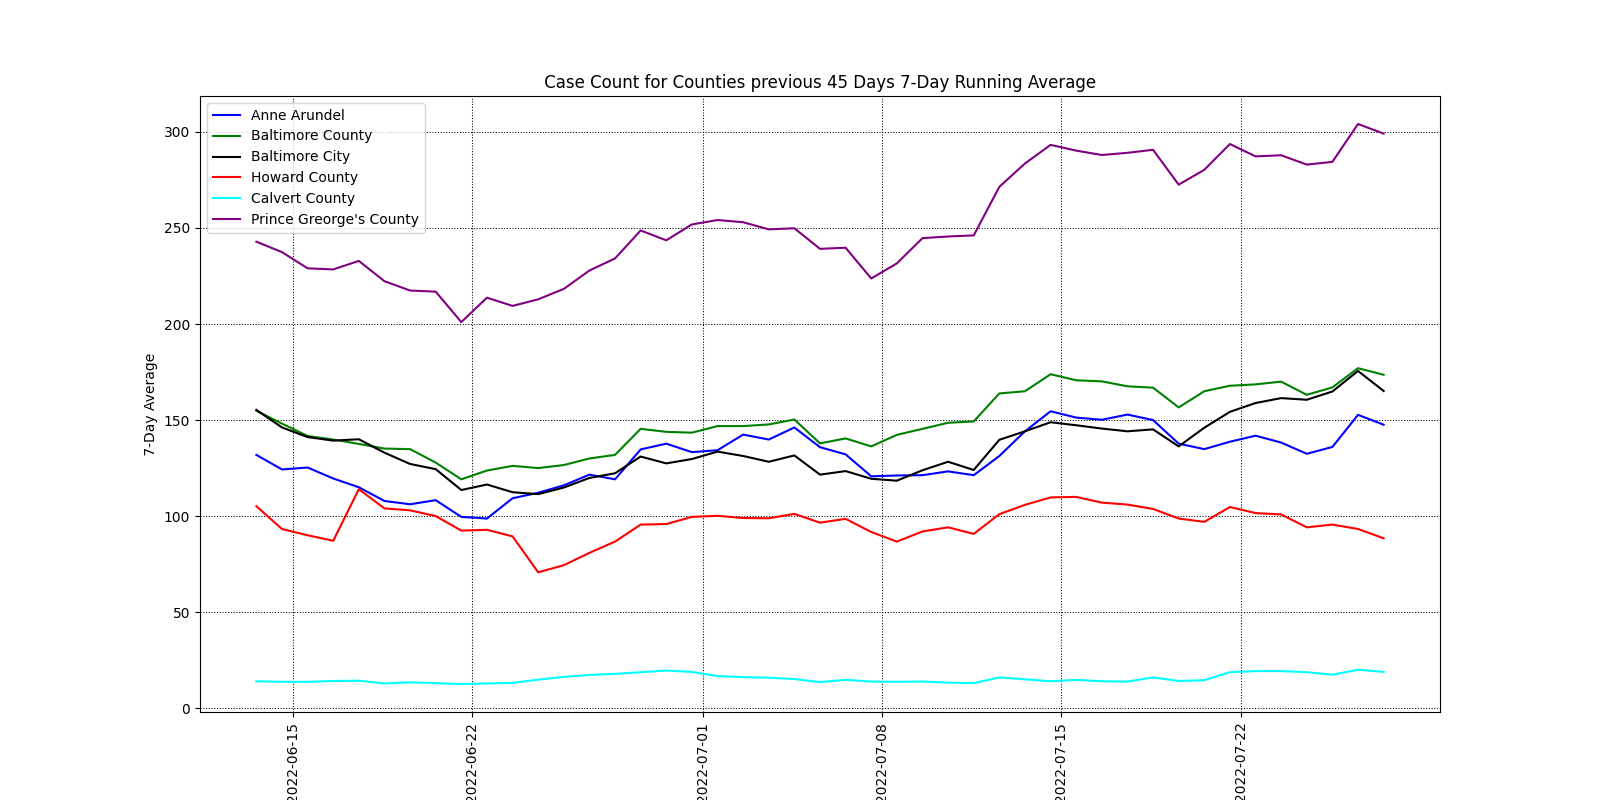 Case Count for Counties previous 45 Days 7-Day Running Average
Anne Arundel
Baltimore County
Baltimore City
Howard County
Calvert County
Prince Greorge's County
7-Day Average
300
250
200
150
100
50
0
2022-06-15
2022-06-22
2022-07-01
2022-07-08
2022-07-15
2022-07-22